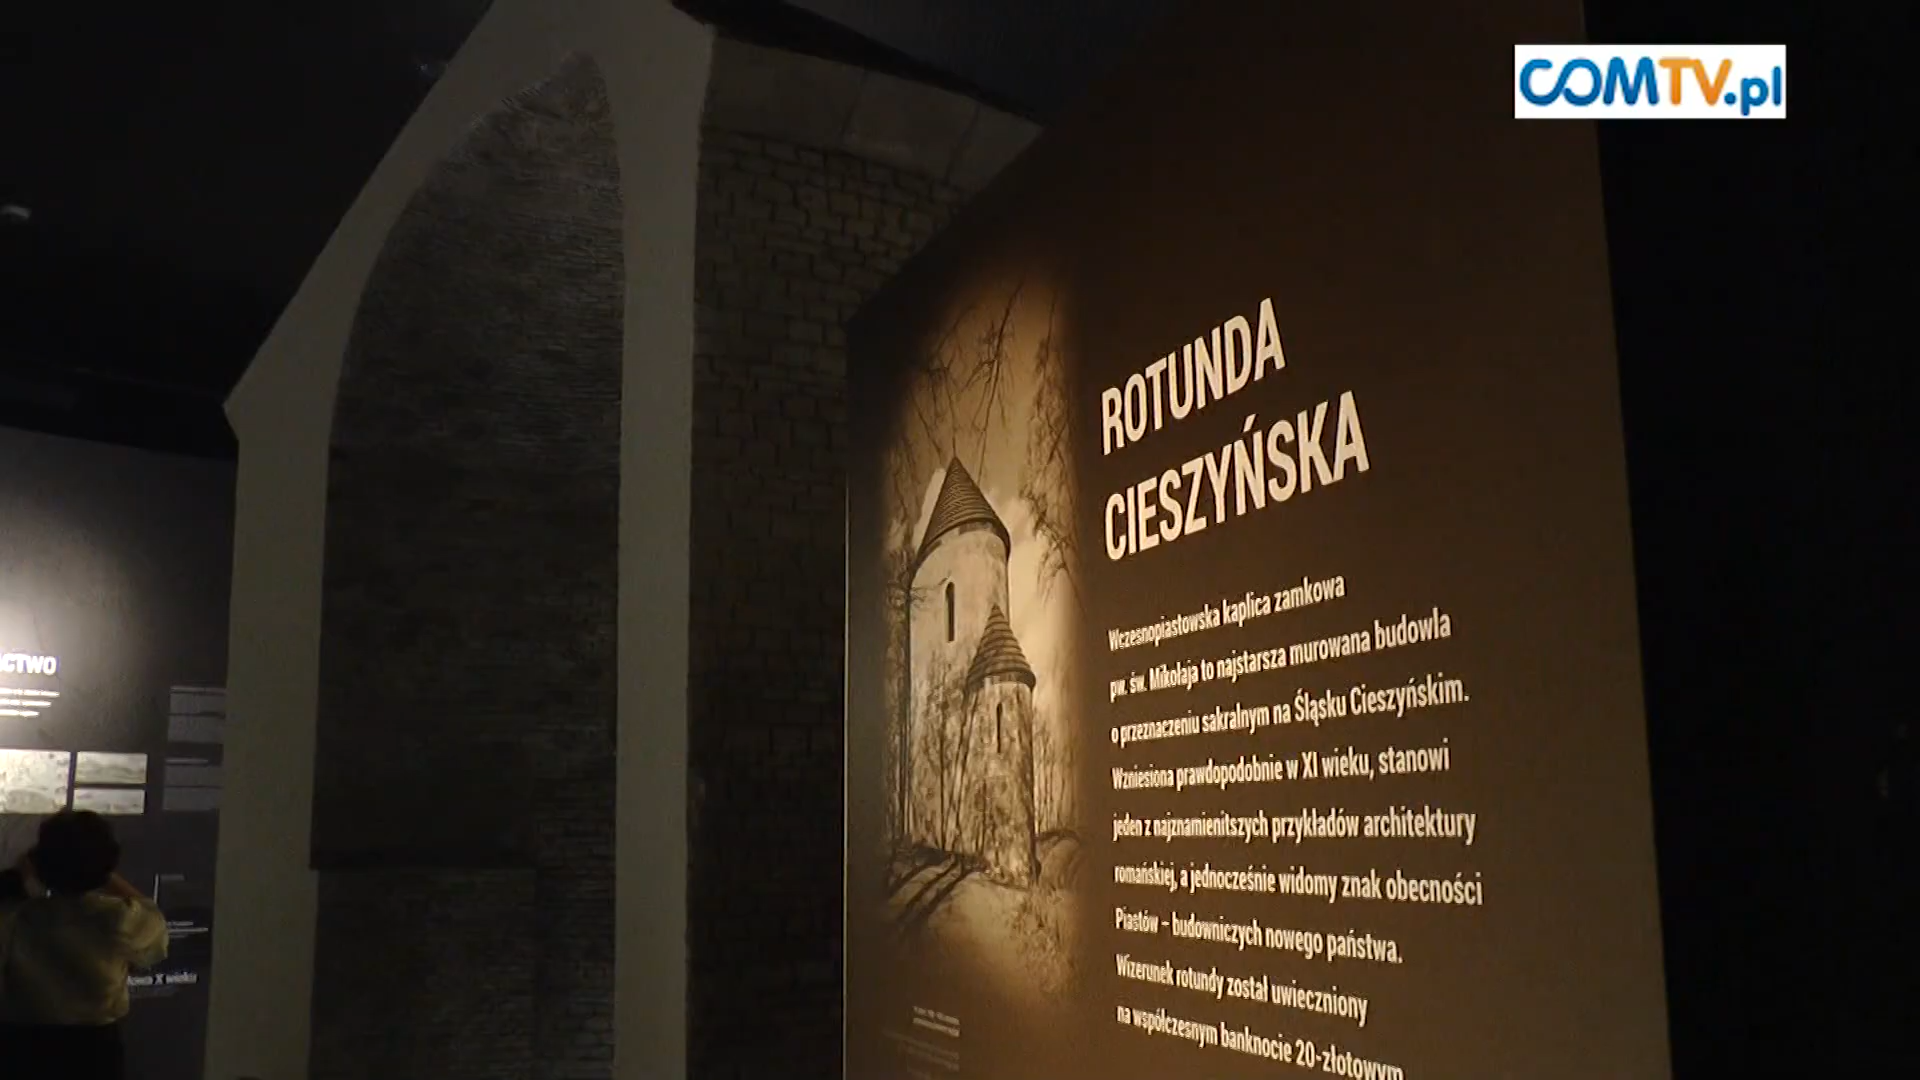 COMTV.pl
ROTUNDA
CIESZYŃSKA
Wczesnopiastowska kaplica zamkowa
pw. św. Mikołaja to najstarsza murowana budowla
o przeznaczeniu sakralnym na Śląsku Cieszyńskim.
Wzniesiona prawdopodobnie w XI wieku, stanowi
jeden z najznamienitszych przykładów architektury
romańskiej, a jednocześnie widomy znak obecności
Piastów – budowniczych nowego państwa.
Wizerunek rotundy został uwieczniony
na współczesnym banknocie 20-złotowym
CTWO
X wieku